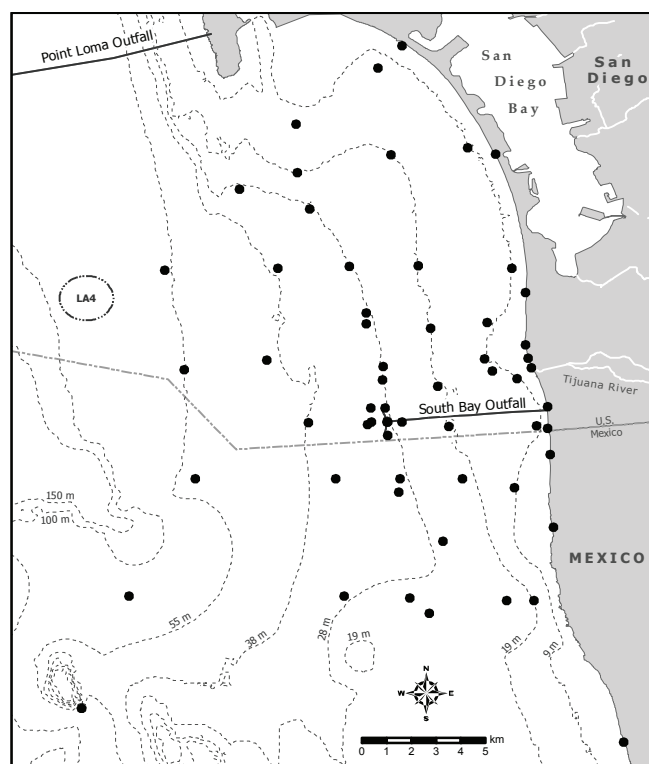 Point Loma Outfall
San
Diego
Bay
San
Diego
LA4
Tijuana River
South Bay Outfall
U.S.
Mexico
150 m
100 m
MEXICO
55 m
38 m
28 m
19 m
19 m
9 m
N
W E
S
km
0 1 2 3 4 5